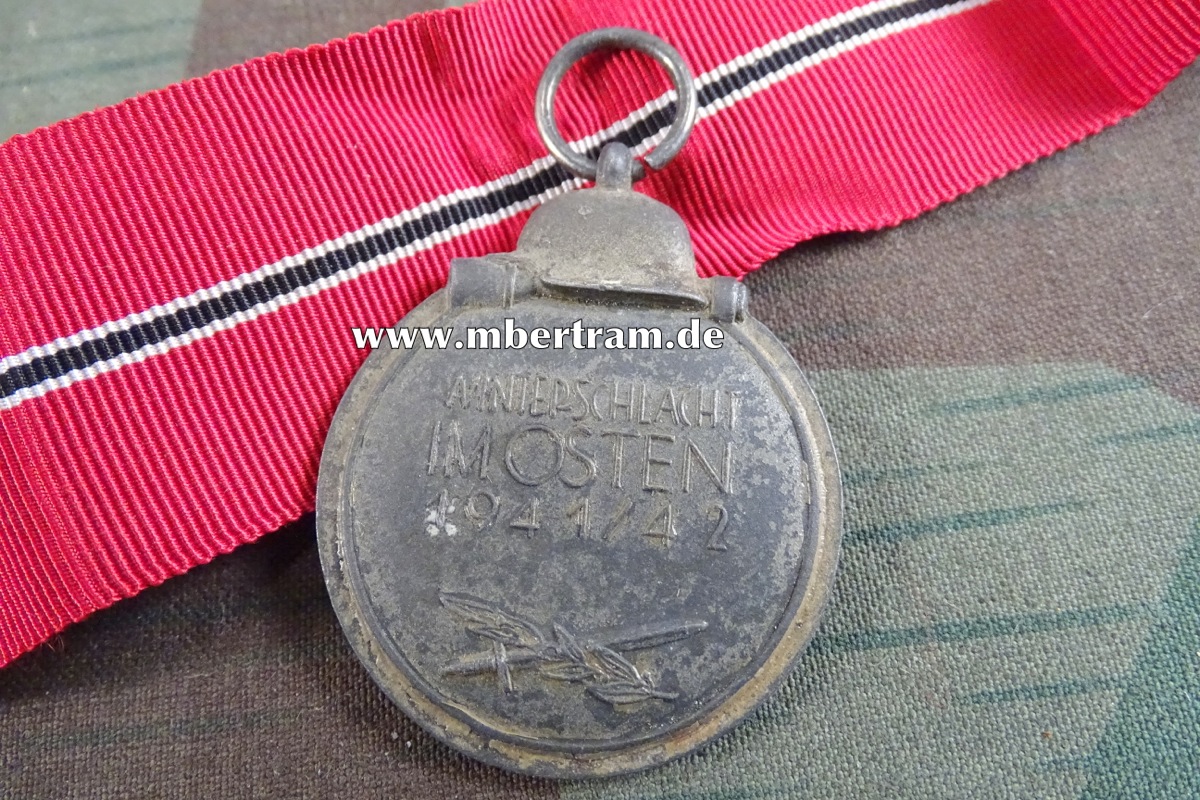 www.mbertram.de
WINTERSCHLACHT
IM OSTEN
1941/42